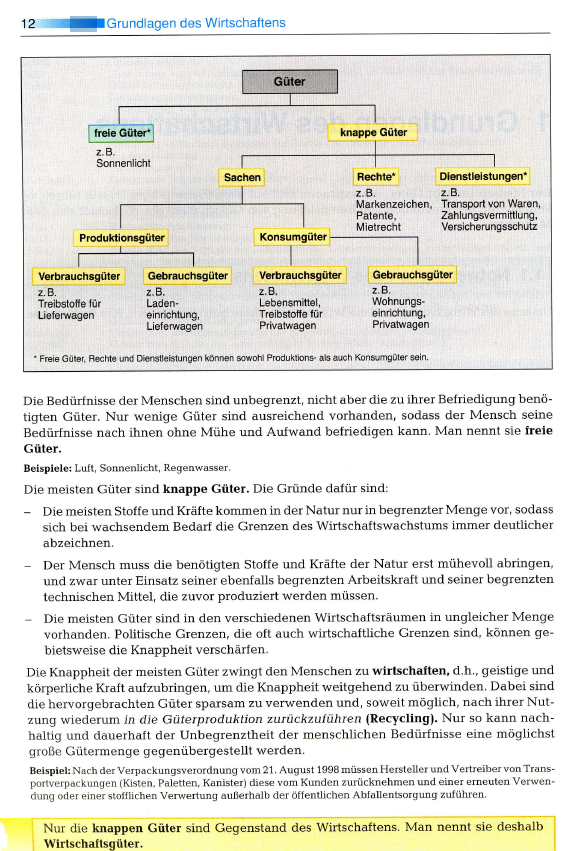 12 Grundlagen des Wirtschaftens
Güter
freie Güter*
z. B.
Sonnenlicht
knappe Güter
Sachen
Rechte*
z. B.
Markenzeichen,
Patente,
Mietrecht
Dienstleistungen*
z. B.
Transport von Waren,
Zahlungsvermittlung,
Versicherungsschutz
Produktionsgüter
Konsumgüter
Verbrauchsgüter
z. B.
Treibstoffe für
Lieferwagen
Gebrauchsgüter
z. B.
Laden-
einrichtung,
Lieferwagen
Verbrauchsgüter
z. B.
Lebensmittel,
Treibstoffe für
Privatwagen
Gebrauchsgüter
z. B.
Wohnungs-
einrichtung,
Privatwagen
* Freie Güter, Rechte und Dienstleistungen können sowohl Produktions- als auch Konsumgüter sein.
Die Bedürfnisse der Menschen sind unbegrenzt, nicht aber die zu ihrer Befriedigung benö-
tigten Güter. Nur wenige Güter sind ausreichend vorhanden, sodass der Mensch seine
Bedürfnisse nach ihnen ohne Mühe und Aufwand befriedigen kann. Man nennt sie freie
Güter.
Beispiele: Luft, Sonnenlicht, Regenwasser.
Die meisten Güter sind knappe Güter. Die Gründe dafür sind:
– Die meisten Stoffe und Kräfte kommen in der Natur nur in begrenzter Menge vor, sodass
sich bei wachsendem Bedarf die Grenzen des Wirtschaftswachstums immer deutlicher
abzeichnen.
– Der Mensch muss die benötigten Stoffe und Kräfte der Natur erst mühevoll abringen,
und zwar unter Einsatz seiner ebenfalls begrenzten Arbeitskraft und seiner begrenzten
technischen Mittel, die zuvor produziert werden müssen.
– Die meisten Güter sind in den verschiedenen Wirtschaftsräumen in ungleicher Menge
vorhanden. Politische Grenzen, die oft auch wirtschaftliche Grenzen sind, können ge-
bietsweise die Knappheit verschärfen.
Die Knappheit der meisten Güter zwingt den Menschen zu wirtschaften, d.h., geistige und
körperliche Kraft aufzubringen, um die Knappheit weitgehend zu überwinden. Dabei sind
die hervorgebrachten Güter sparsam zu verwenden und, soweit möglich, nach ihrer Nut-
zung wiederum in die Güterproduktion zurückzuführen (Recycling). Nur so kann nach-
haltig und dauerhaft der Unbegrenztheit der menschlichen Bedürfnisse eine möglichst
große Gütermenge gegenübergestellt werden.
Beispiel: Nach der Verpackungsverordnung vom 21. August 1998 müssen Hersteller und Vertreiber von Trans-
portverpackungen (Kisten, Paletten, Kanister) diese vom Kunden zurücknehmen und einer erneuten Verwen-
dung oder einer stofflichen Verwertung außerhalb der öffentlichen Abfallentsorgung zuführen.
Nur die knappen Güter sind Gegenstand des Wirtschaftens. Man nennt sie deshalb
Wirtschaftsgüter.